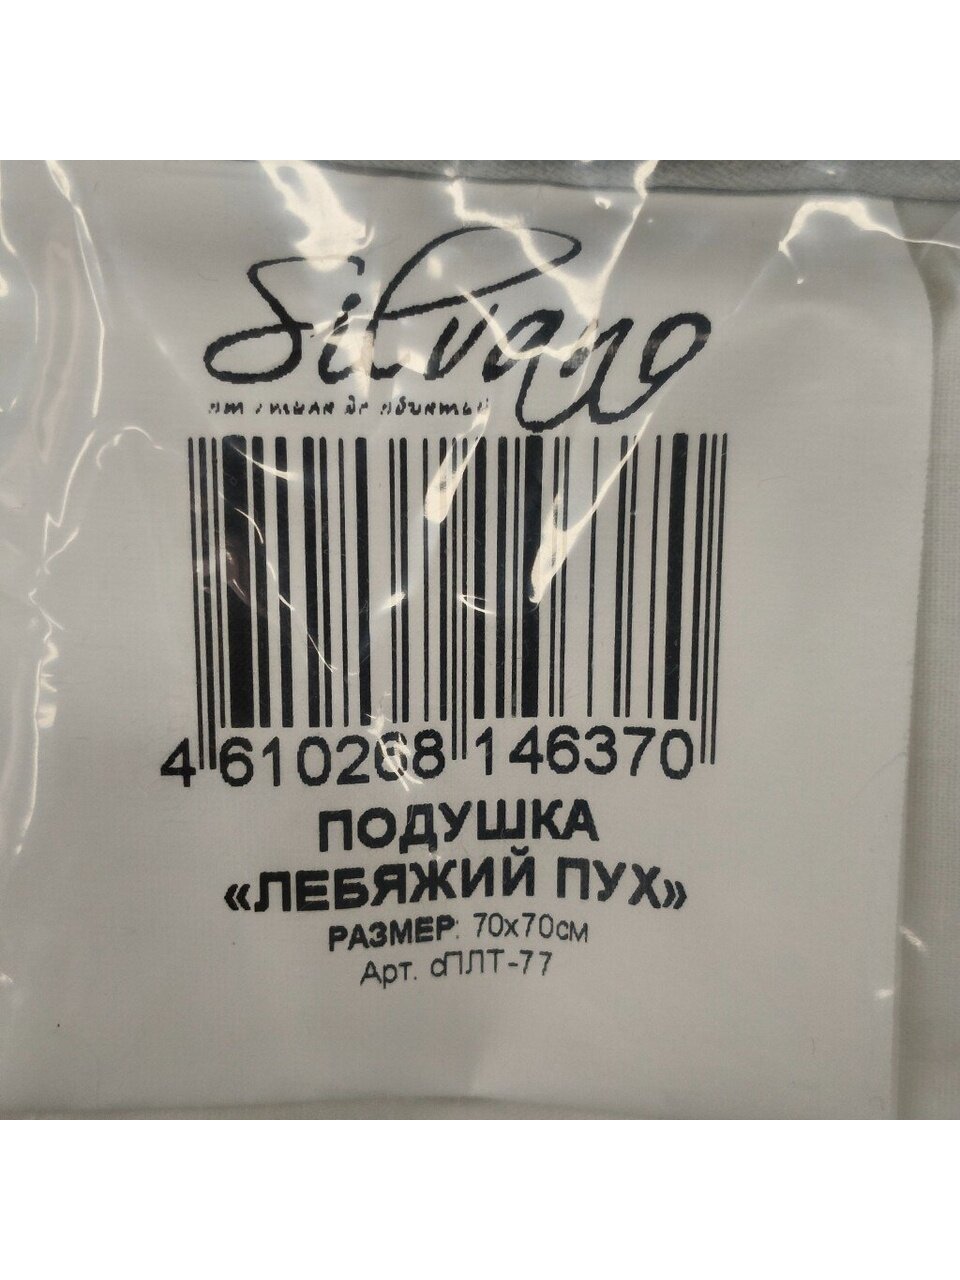 Silvano
4 610268 146370
ПОДУШКА
«ЛЕБЯЖИЙ ПУХ»
РАЗМЕР: 70х70см
Арт. сПЛТ-77